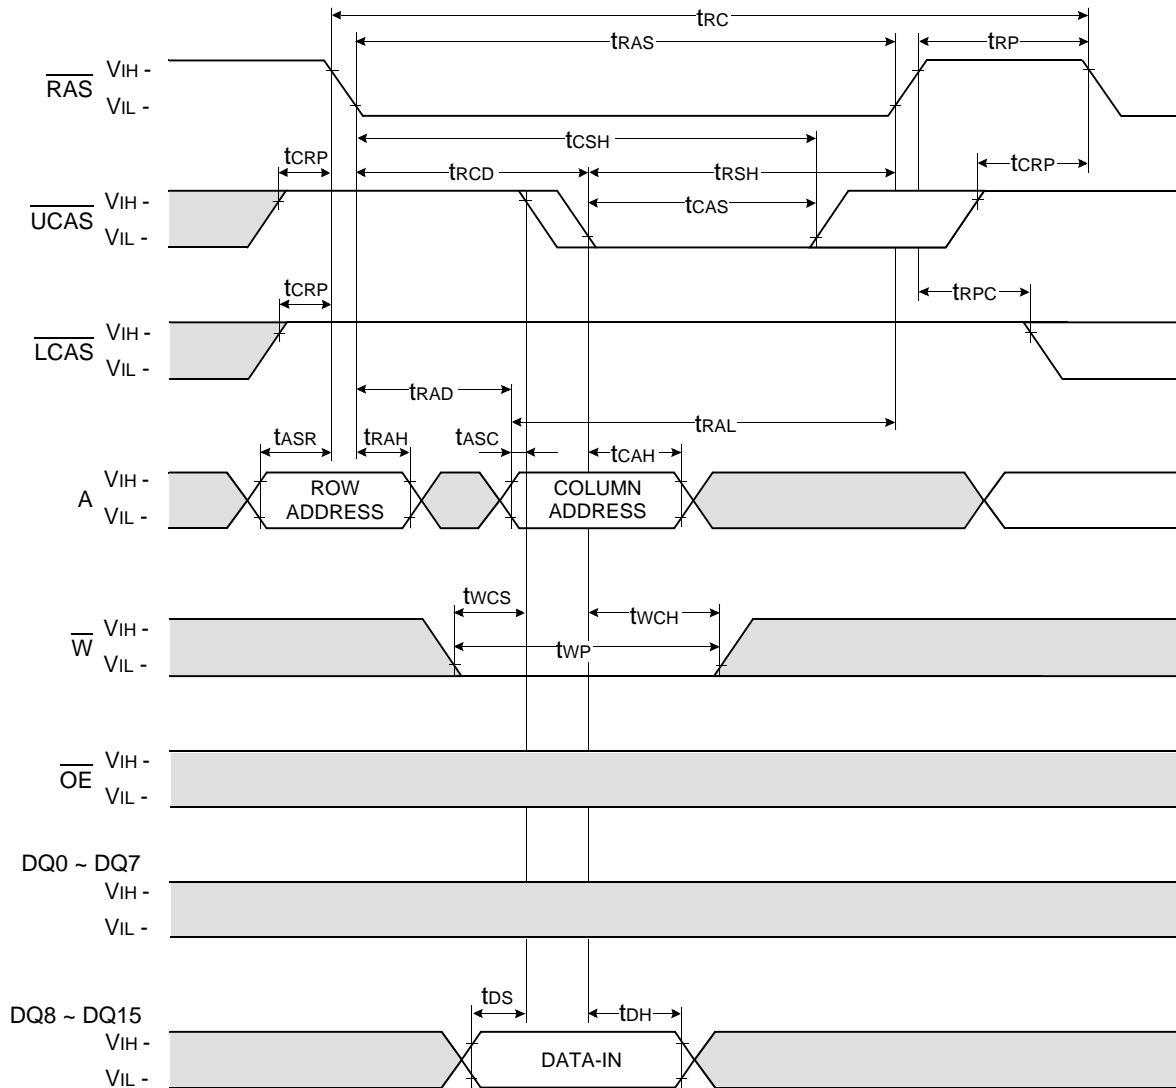 tRC
tRAS
tRP
RAS
VIH -
VIL -
tCSH
tCRP
tRCD
tRSH
tCRP
UCAS
VIH -
VIL -
tCAS
tCRP
tRPC
LCAS
VIH -
VIL -
tRAD
tRAL
tASR
tRAH
tASC
tCAH
A
VIH -
VIL -
ROW
ADDRESS
COLUMN
ADDRESS
tWCS
tWCH
W
VIH -
VIL -
tWP
OE
VIH -
VIL -
DQ0 ~ DQ7
VIH -
VIL -
tDS
tDH
DQ8 ~ DQ15
VIH -
VIL -
DATA-IN